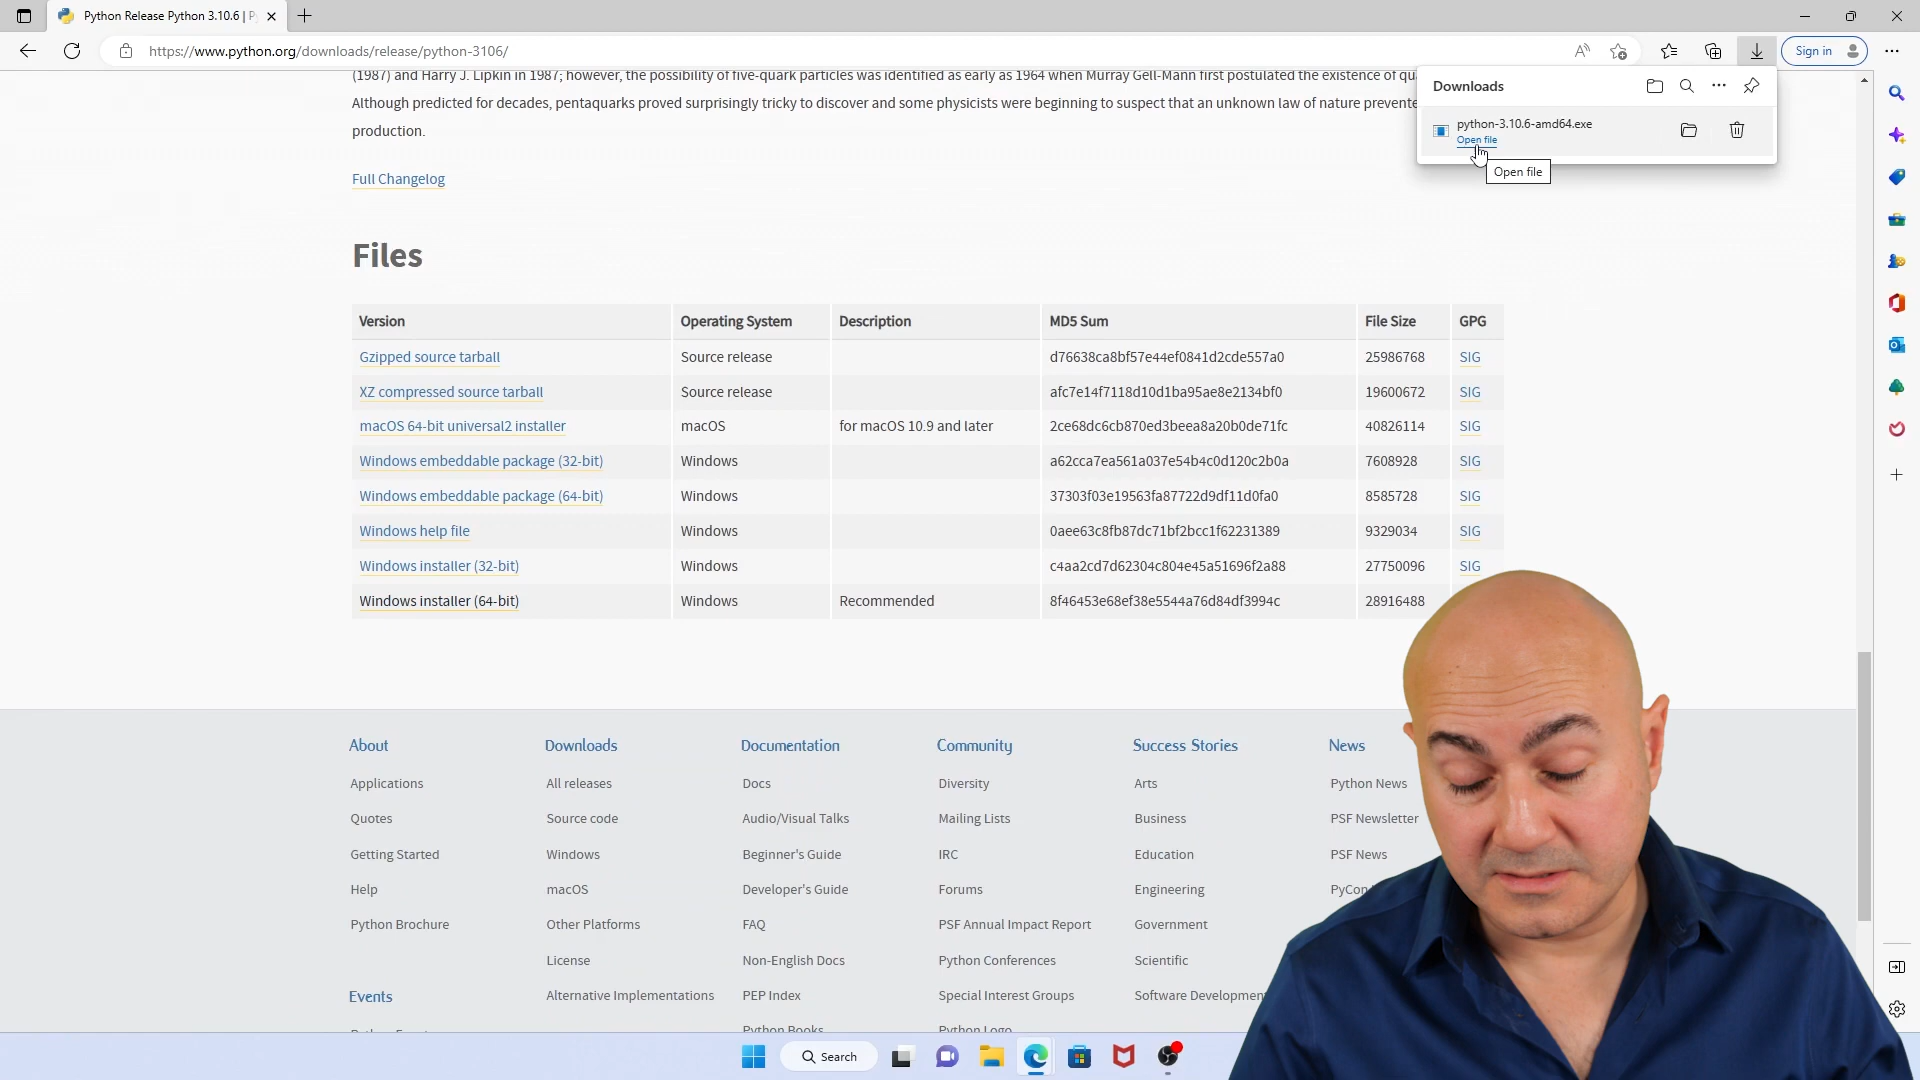 Python Release Python 3.10.6 | P
https://www.python.org/downloads/release/python-3106/
Sign in
(1987) and Harry J. Lipkin in 1987; however, the possibility of five-quark particles was identified as early as 1964 when Murray Gell-Mann first postulated the existence of qu
Although predicted for decades, pentaquarks proved surprisingly tricky to discover and some physicists were beginning to suspect that an unknown law of nature prevente
production.
Downloads
python-3.10.6-amd64.exe
Open file
Open file
Full Changelog
Files
Version Operating System Description MD5 Sum File Size GPG
Gzipped source tarball Source release d76638ca8bf57e44ef0841d2cde557a0 25986768 SIG
XZ compressed source tarball Source release afc7e14f7118d10d1ba95ae8e2134bf0 19600672 SIG
macOS 64-bit universal2 installer macOS for macOS 10.9 and later 2ce68dc6cb870ed3beea8a20b0de71fc 40826114 SIG
Windows embeddable package (32-bit) Windows a62cca7ea561a037e54b4c0d120c2b0a 7608928 SIG
Windows embeddable package (64-bit) Windows 37303f03e19563fa87722d9df11d0fa0 8585728 SIG
Windows help file Windows 0aee63c8fb87dc71bf2bcc1f62231389 9329034 SIG
Windows installer (32-bit) Windows c4aa2cd7d62304c804e45a51696f2a88 27750096 SIG
Windows installer (64-bit) Windows Recommended 8f46453e68ef38e5544a76d84df3994c 28916488
About Downloads Documentation Community Success Stories News
Applications All releases Docs Diversity Arts Python News
Quotes Source code Audio/Visual Talks Mailing Lists Business PSF Newsletter
Getting Started Windows Beginner's Guide IRC Education PSF News
Help macOS Developer's Guide Forums Engineering PyCon
Python Brochure Other Platforms FAQ PSF Annual Impact Report Government
License Non-English Docs Python Conferences Scientific
Events Alternative Implementations PEP Index Special Interest Groups Software Developmen
Python Books Python Logo
Search